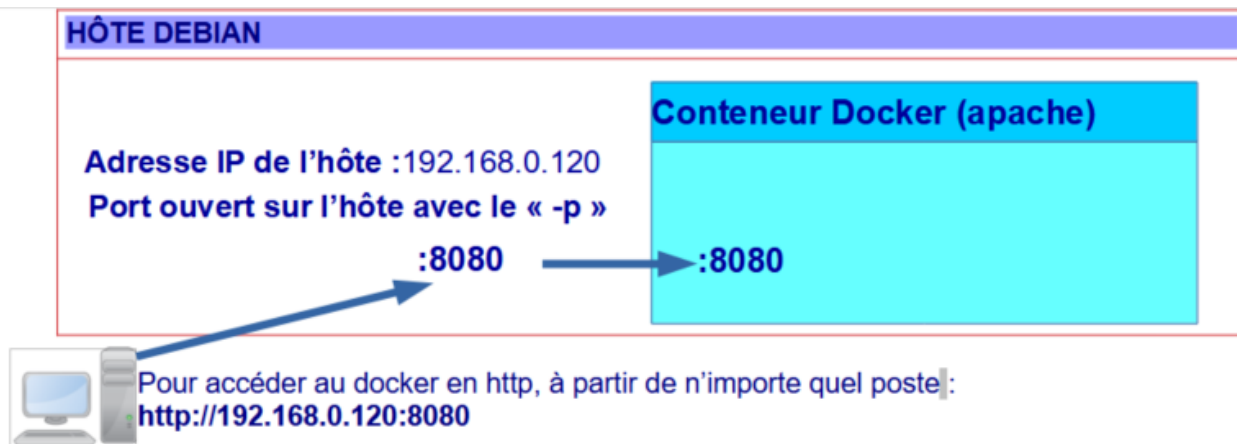 HÔTE DEBIAN
Conteneur Docker (apache)
Adresse IP de l’hôte :192.168.0.120
Port ouvert sur l’hôte avec le « -p »
:8080
:8080
Pour accéder au docker en http, à partir de n’importe quel poste :
http://192.168.0.120:8080